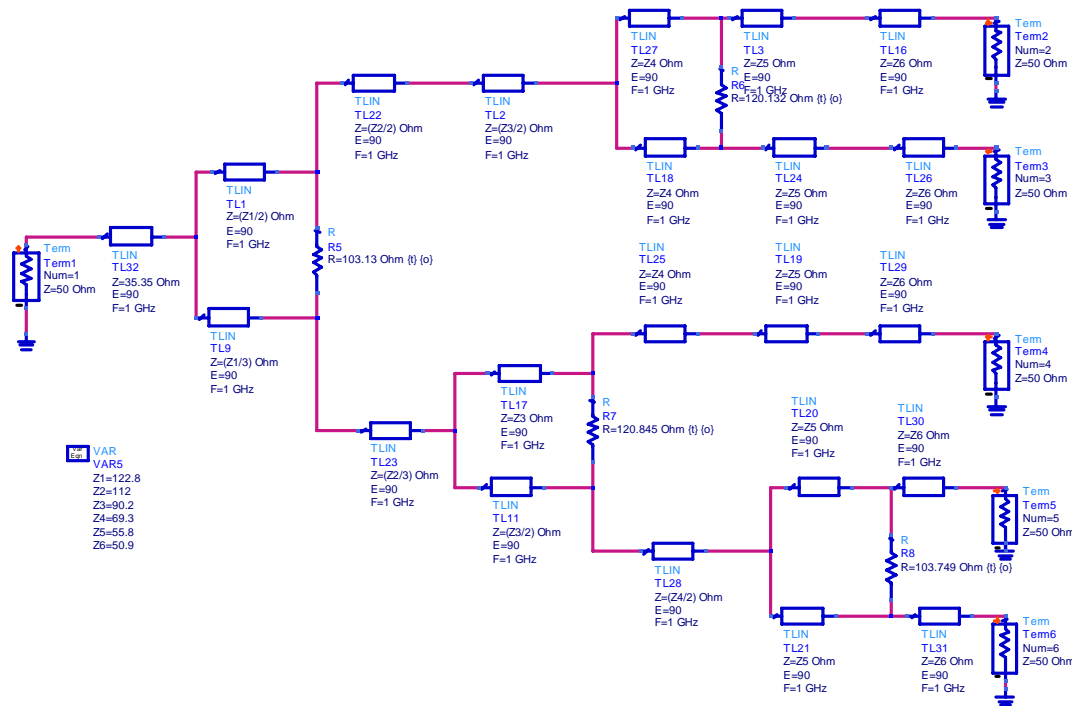 TLIN
TL27
Z=Z4 Ohm
E=90
F=1 GHz
TLIN
TL3
Z=Z5 Ohm
E=90
F=1 GHz
TLIN
TL16
Z=Z6 Ohm
E=90
F=1 GHz
Term
Term2
Num=2
Z=50 Ohm
R
R6
R=120.132 Ohm {t} {o}
TLIN
TL22
Z=(Z2/2) Ohm
E=90
F=1 GHz
TLIN
TL2
Z=(Z3/2) Ohm
E=90
F=1 GHz
TLIN
TL18
Z=Z4 Ohm
E=90
F=1 GHz
TLIN
TL24
Z=Z5 Ohm
E=90
F=1 GHz
TLIN
TL26
Z=Z6 Ohm
E=90
F=1 GHz
Term
Term3
Num=3
Z=50 Ohm
TLIN
TL1
Z=(Z1/2) Ohm
E=90
F=1 GHz
Term
Term1
Num=1
Z=50 Ohm
TLIN
TL32
Z=35.35 Ohm
E=90
F=1 GHz
R
R5
R=103.13 Ohm {t} {o}
TLIN
TL25
Z=Z4 Ohm
E=90
F=1 GHz
TLIN
TL19
Z=Z5 Ohm
E=90
F=1 GHz
TLIN
TL29
Z=Z6 Ohm
E=90
F=1 GHz
TLIN
TL9
Z=(Z1/3) Ohm
E=90
F=1 GHz
Term
Term4
Num=4
Z=50 Ohm
TLIN
TL17
Z=Z3 Ohm
E=90
F=1 GHz
R
R7
R=120.845 Ohm {t} {o}
TLIN
TL20
Z=Z5 Ohm
E=90
F=1 GHz
TLIN
TL30
Z=Z6 Ohm
E=90
F=1 GHz
Var
Eqn
VAR
VAR5
Z1=122.8
Z2=112
Z3=90.2
Z4=69.3
Z5=55.8
Z6=50.9
TLIN
TL23
Z=(Z2/3) Ohm
E=90
F=1 GHz
TLIN
TL11
Z=(Z3/2) Ohm
E=90
F=1 GHz
Term
Term5
Num=5
Z=50 Ohm
R
R8
R=103.749 Ohm {t} {o}
TLIN
TL28
Z=(Z4/2) Ohm
E=90
F=1 GHz
TLIN
TL21
Z=Z5 Ohm
E=90
F=1 GHz
TLIN
TL31
Z=Z6 Ohm
E=90
F=1 GHz
Term
Term6
Num=6
Z=50 Ohm